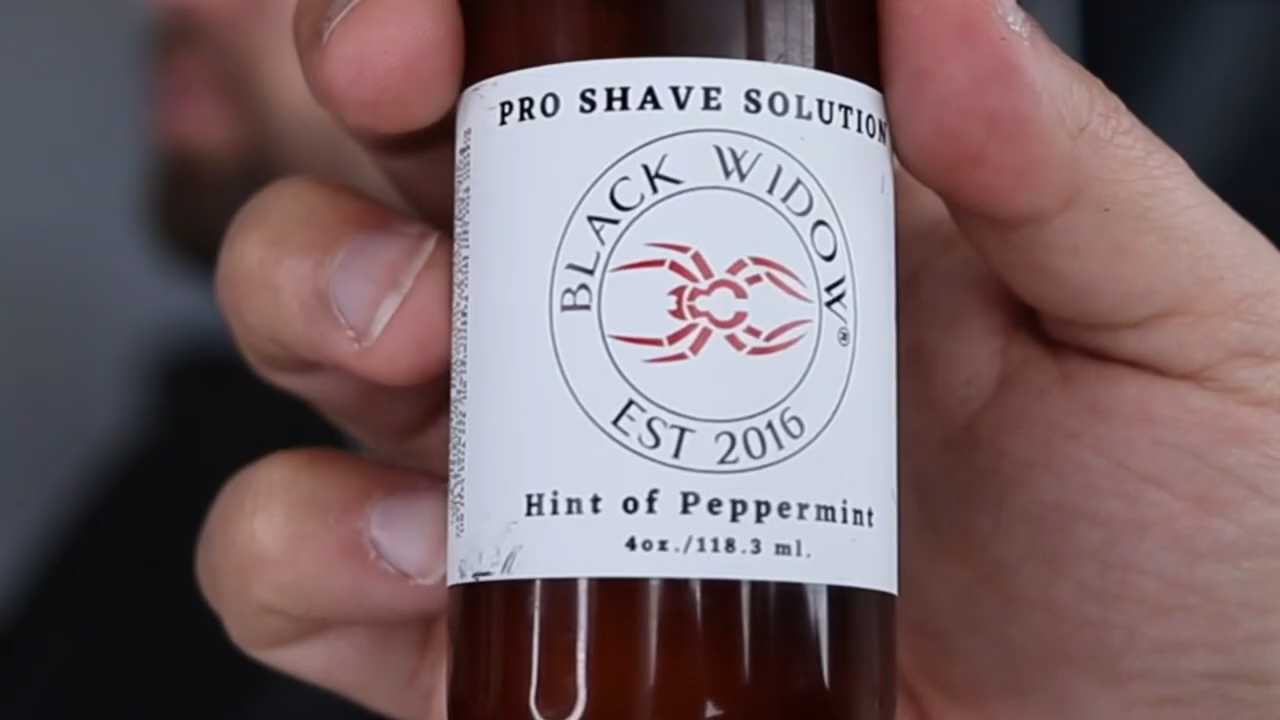 PRO SHAVE SOLUTION
BLACK WIDOW®
EST 2016
Hint of Peppermint
4oz./118.3 ml.